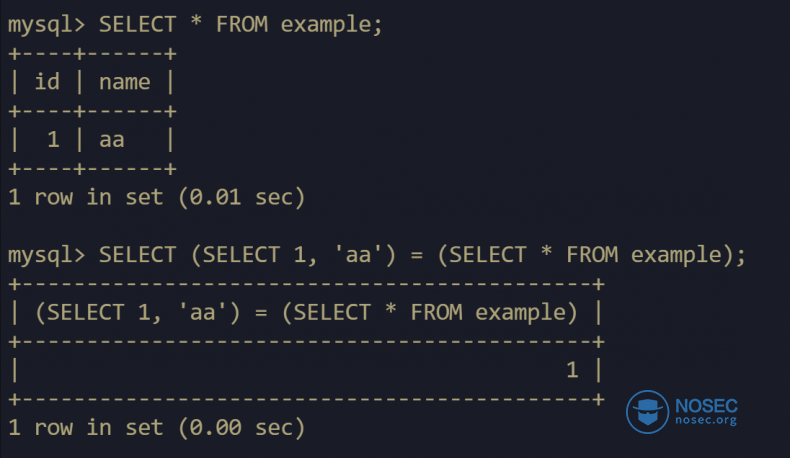 mysql> SELECT * FROM example;
+----+------+
| id | name |
+----+------+
|  1 | aa   |
+----+------+
1 row in set (0.01 sec)
mysql> SELECT (SELECT 1, 'aa') = (SELECT * FROM example);
+--------------------------------------------+
| (SELECT 1, 'aa') = (SELECT * FROM example) |
+--------------------------------------------+
|                                          1 |
+--------------------------------------------+
1 row in set (0.00 sec)
NOSEC
nosec.org